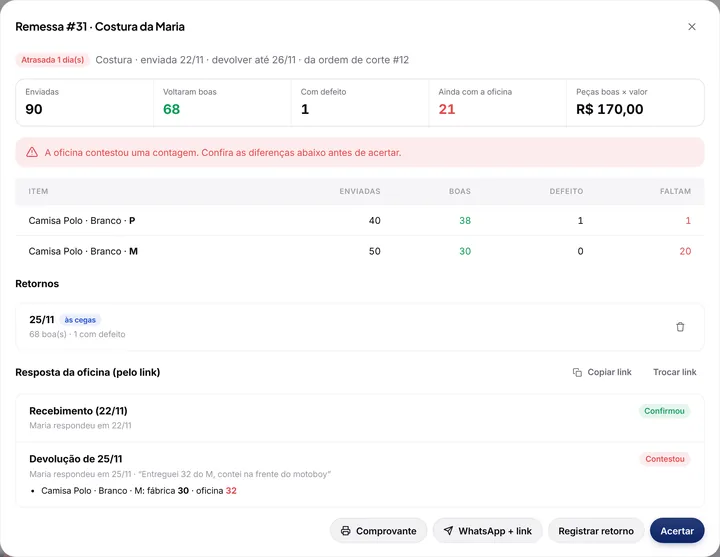 Remessa #31 · Costura da Maria
Atrasada 1 dia(s) Costura · enviada 22/11 · devolver até 26/11 · da ordem de corte #12
Enviadas Voltaram boas Com defeito Ainda com a oficina Peças boas × valor
90 68 1 21 R$ 170,00
A oficina contestou uma contagem. Confira as diferenças abaixo antes de acertar.
ITEM ENVIADAS BOAS DEFEITO FALTAM
Camisa Polo · Branco · P 40 38 1 1
Camisa Polo · Branco · M 50 30 0 20
Retornos
25/11 às cegas
68 boa(s) · 1 com defeito
Resposta da oficina (pelo link) Copiar link Trocar link
Recebimento (22/11) Confirmou
Maria respondeu em 22/11
Devolução de 25/11 Contestou
Maria respondeu em 25/11 · “Entreguei 32 do M, contei na frente do motoboy”
• Camisa Polo · Branco · M: fábrica 30 · oficina 32
Comprovante WhatsApp + link Registrar retorno Acertar